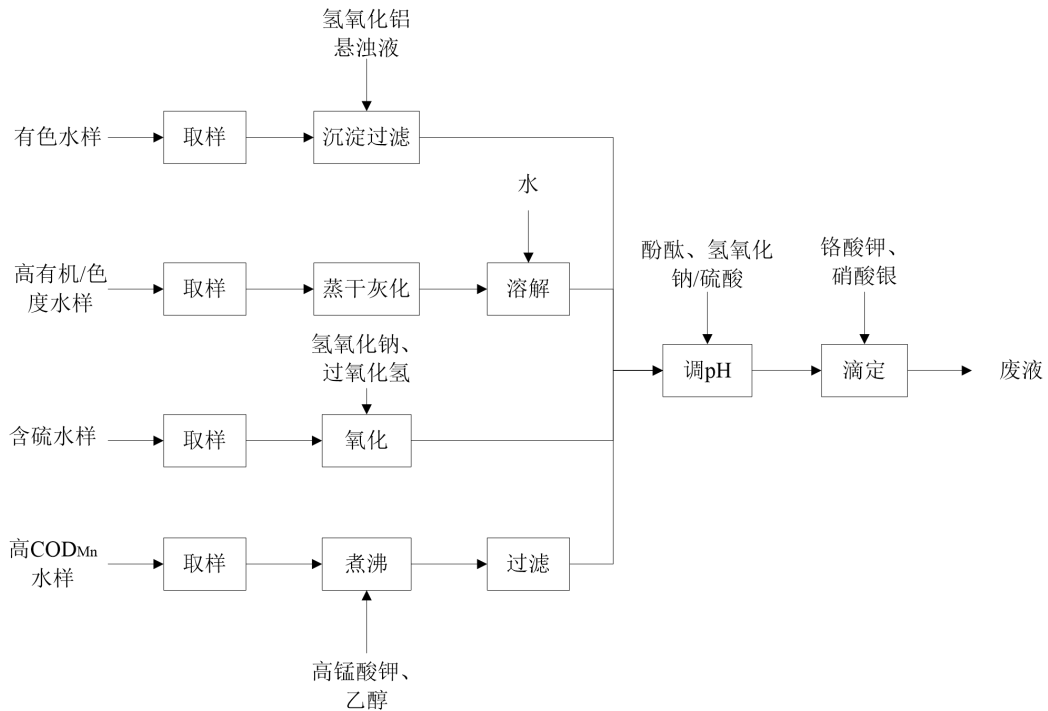 氢氧化铝
悬浊液
有色水样
取样
沉淀过滤
水
高有机/色
度水样
取样
蒸干灰化
溶解
酚酞、氢氧化
钠/硫酸
铬酸钾、
硝酸银
氢氧化钠、
过氧化氢
调pH
滴定
废液
含硫水样
取样
氧化
高CODMn
水样
取样
煮沸
过滤
高锰酸钾、
乙醇